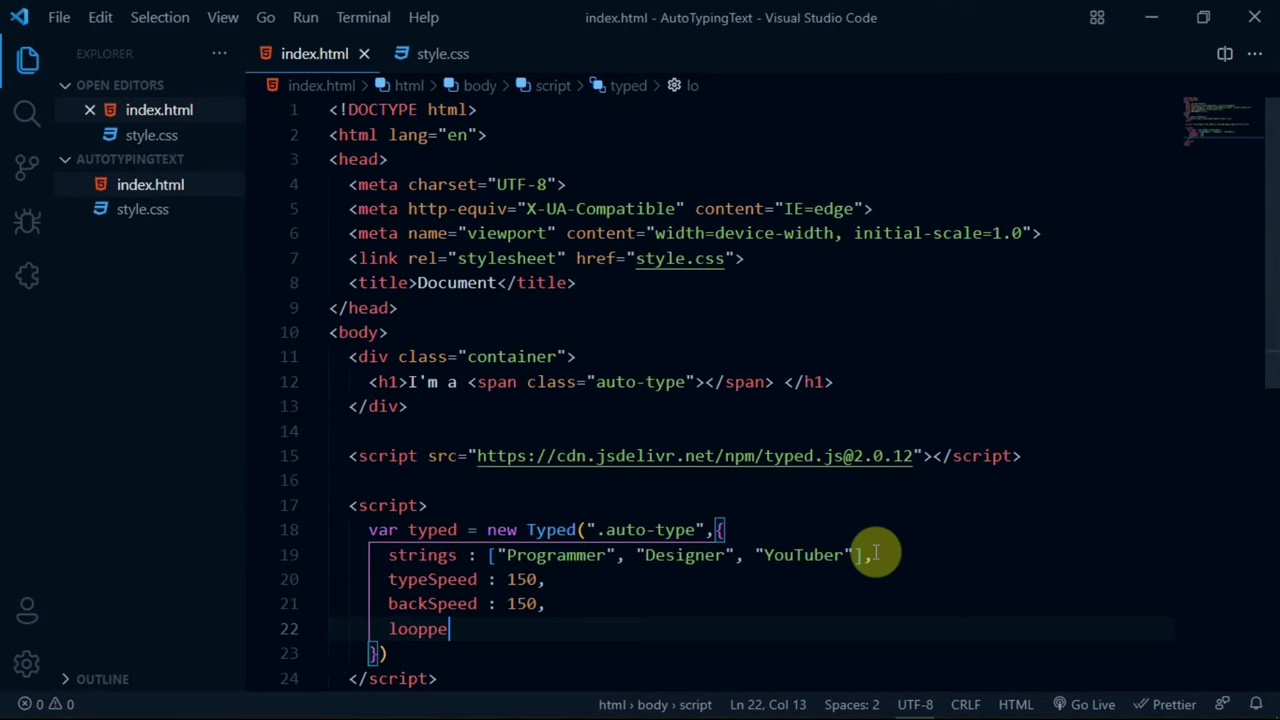 File Edit Selection View Go Run Terminal Help index.html - AutoTypingText - Visual Studio Code
EXPLORER ···
OPEN EDITORS
index.html
style.css
AUTOTYPINGTEXT
index.html
style.css
OUTLINE
index.html style.css
index.html > html > body > script > typed > lo
1 <!DOCTYPE html>
2 <html lang="en">
3 <head>
4 <meta charset="UTF-8">
5 <meta http-equiv="X-UA-Compatible" content="IE=edge">
6 <meta name="viewport" content="width=device-width, initial-scale=1.0">
7 <link rel="stylesheet" href="style.css">
8 <title>Document</title>
9 </head>
10 <body>
11 <div class="container">
12 <h1>I'm a <span class="auto-type"></span> </h1>
13 </div>
14
15 <script src="https://cdn.jsdelivr.net/npm/typed.js@2.0.12"></script>
16
17 <script>
18 var typed = new Typed(".auto-type",{
19 strings : ["Programmer", "Designer", "YouTuber"],
20 typeSpeed : 150,
21 backSpeed : 150,
22 looppe
23 })
24 </script>
0 0 html › body › script Ln 22, Col 13 Spaces: 2 UTF-8 CRLF HTML Go Live Prettier